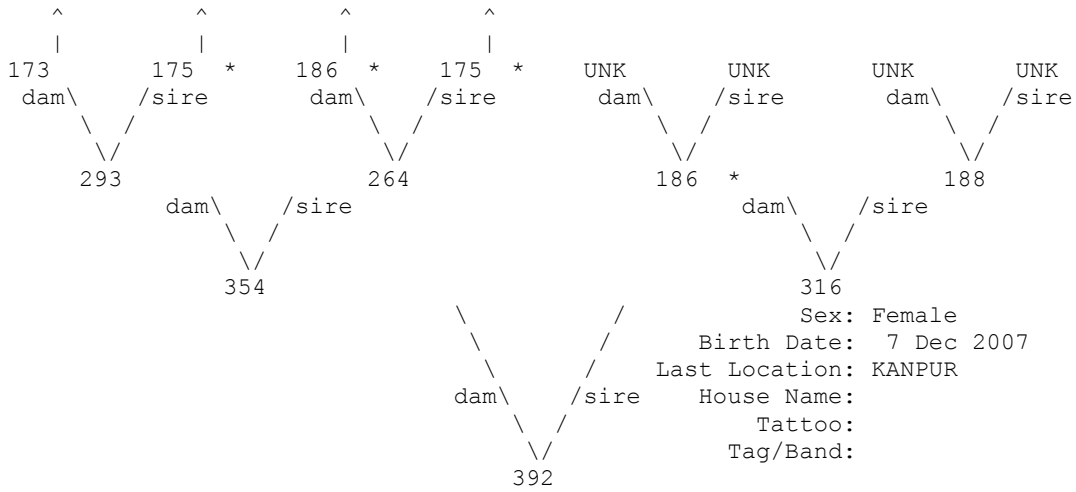 ^ ^ ^ ^
| | | |
173 175 * 186 * 175 * UNK UNK UNK UNK
dam\ /sire dam\ /sire dam\ /sire dam\ /sire
\ / \ / \ / \ /
\/ \/ \/ \/
293 264 186 * 188
dam\ /sire dam\ /sire
\ / \ /
\/ \/
354 316
\ / Sex: Female
\ / Birth Date: 7 Dec 2007
\ / Last Location: KANPUR
dam\ /sire House Name:
\ / Tattoo:
\/ Tag/Band:
392